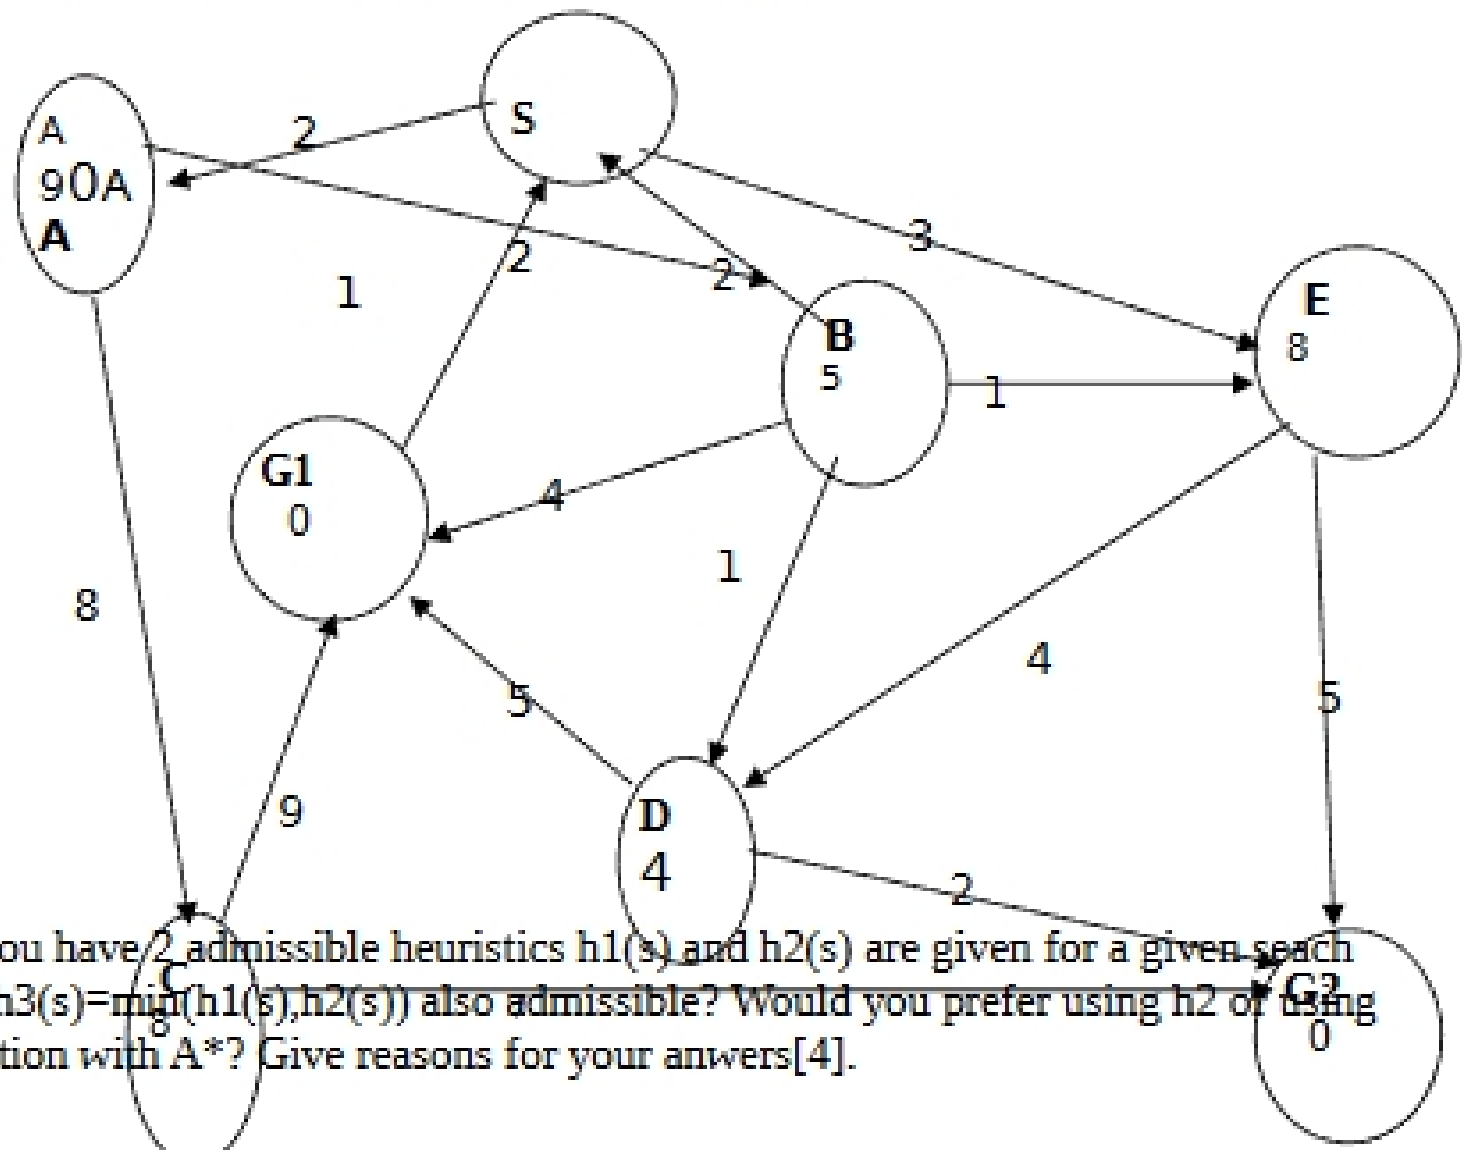 S
2
A
90A
A
3
2
2
1
E
8
B
5
1
G1
0
4
1
8
4
5
5
9
D
4
2
ou have 2 admissible heuristics h1(s) and h2(s) are given for a given seach
C
h3(s)=min(h1(s),h2(s)) also admissible? Would you prefer using h2 or using
8
0
tion with A*? Give reasons for your anwers[4].